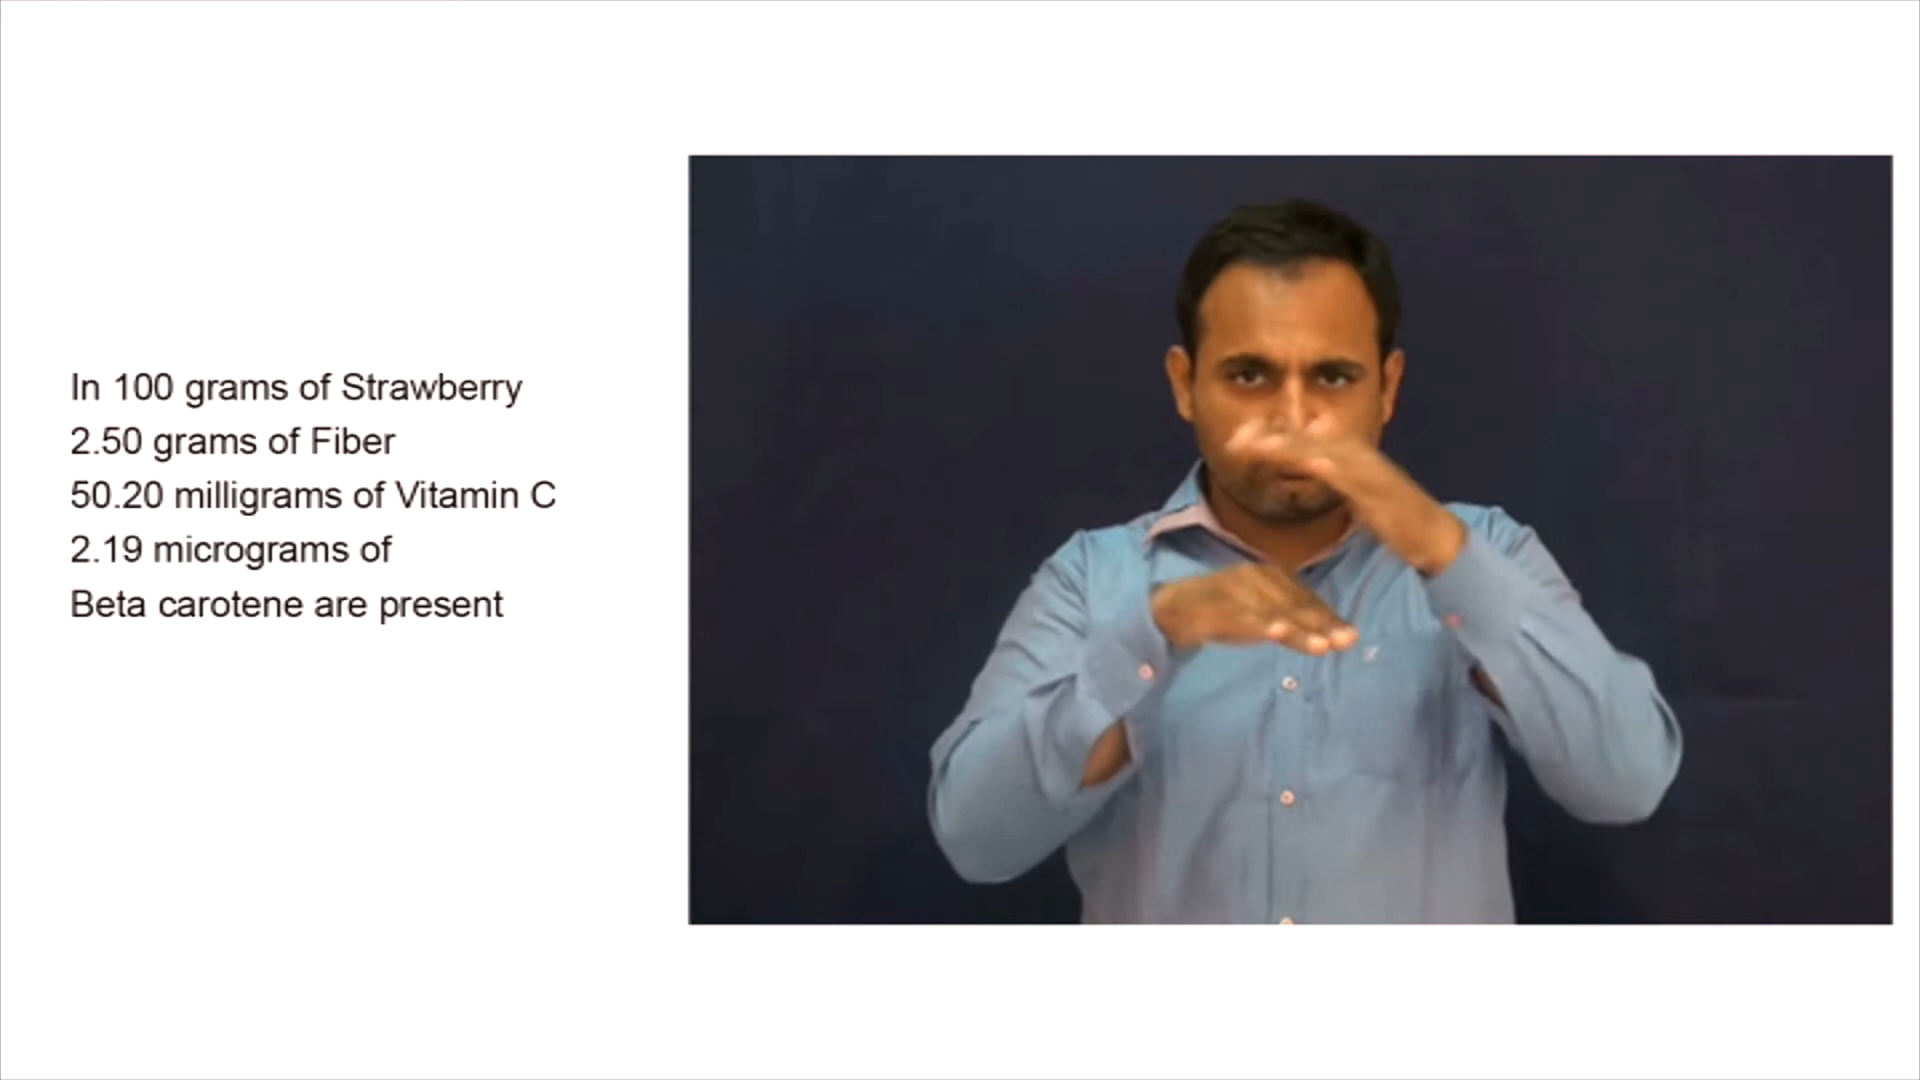 In 100 grams of Strawberry
2.50 grams of Fiber
50.20 milligrams of Vitamin C
2.19 micrograms of
Beta carotene are present